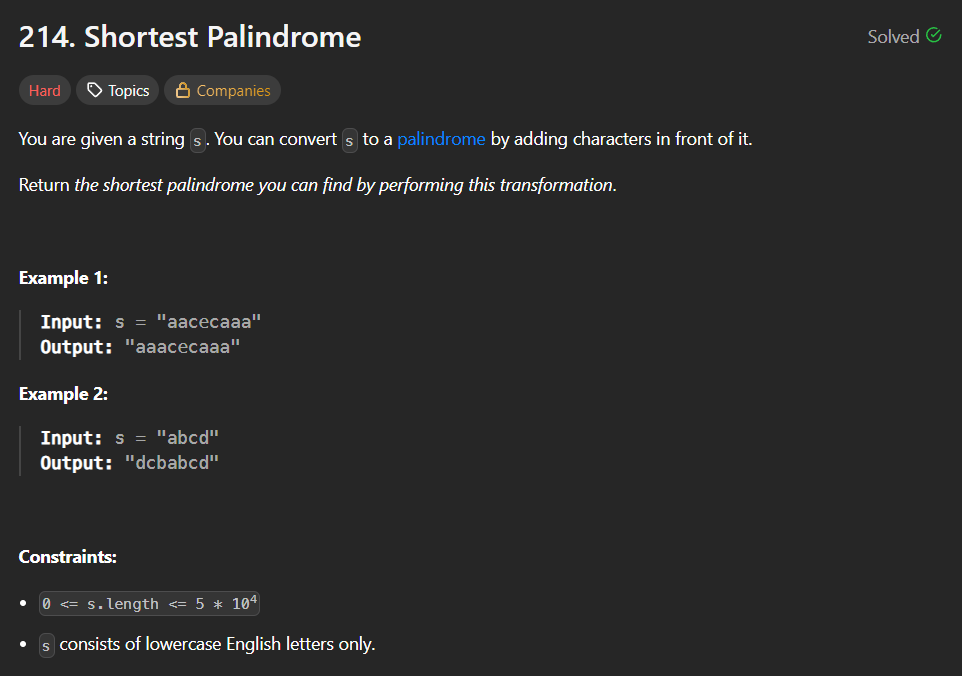 214. Shortest Palindrome
Solved
Hard Topics Companies
You are given a string s. You can convert s to a palindrome by adding characters in front of it.
Return the shortest palindrome you can find by performing this transformation.
Example 1:
Input: s = "aacecaaa"
Output: "aaacecaaa"
Example 2:
Input: s = "abcd"
Output: "dcbabcd"
Constraints:
• 0 <= s.length <= 5 * 10⁴
• s consists of lowercase English letters only.